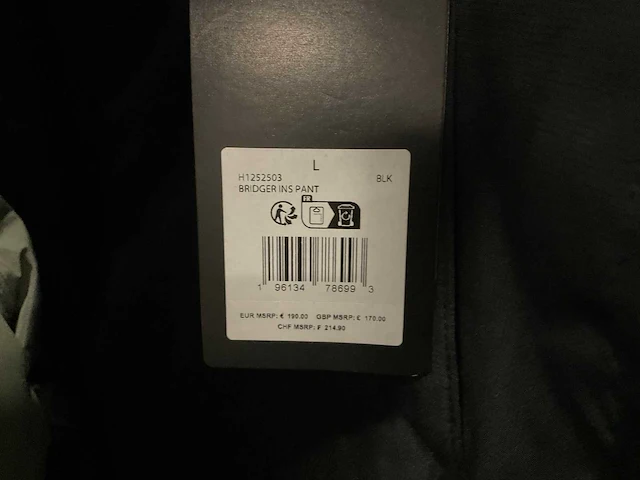 L
H1252503 BLK
BRIDGER INS PANT
FR
1 96134 78699 3
EUR MSRP: € 190.00 GBP MSRP: £ 170.00
CHF MSRP: ₣ 214.90